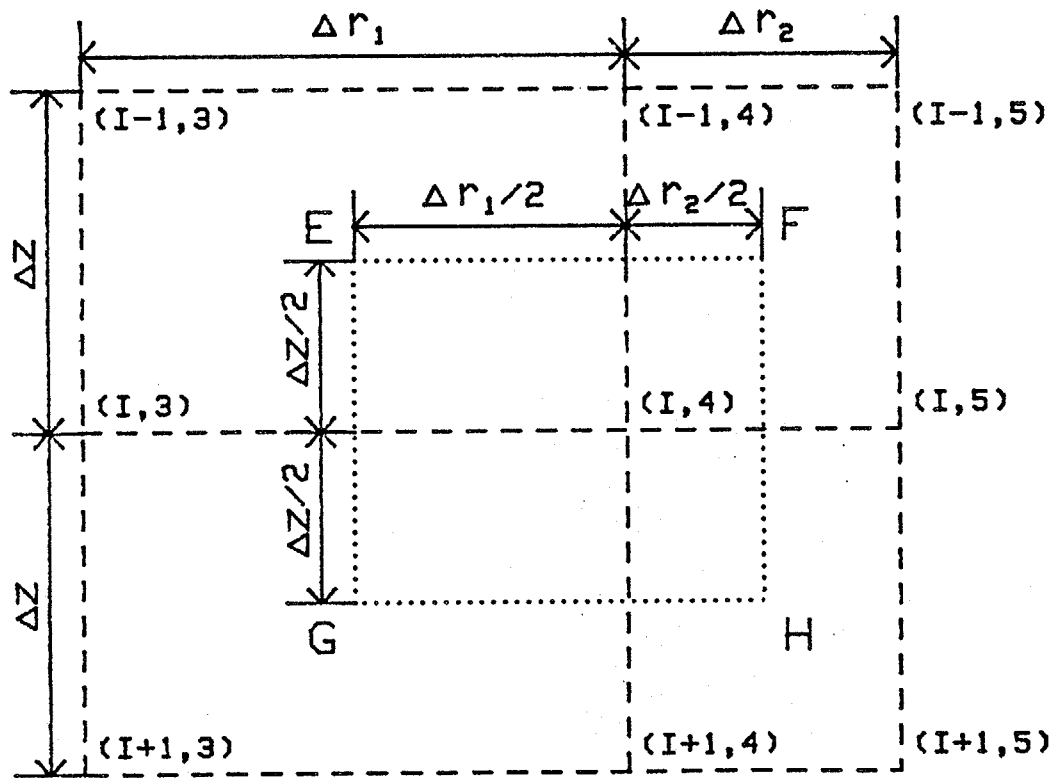 Δr₁ Δr₂
(I-1,3) (I-1,4) (I-1,5)
Δr₁/2 Δr₂/2
E F
ΔZ
ΔZ/2
(I,3) (I,4) (I,5)
ΔZ/2
ΔZ
G H
(I+1,3) (I+1,4) (I+1,5)